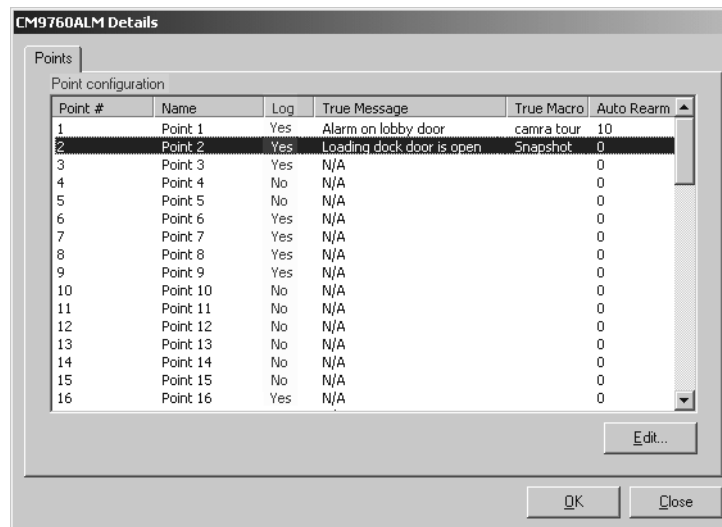 CM9760ALM Details
Points
Point configuration
Point # Name Log True Message True Macro Auto Rearm
1 Point 1 Yes Alarm on lobby door camra tour 10
2 Point 2 Yes Loading dock door is open Snapshot 0
3 Point 3 Yes N/A 0
4 Point 4 No N/A 0
5 Point 5 No N/A 0
6 Point 6 Yes N/A 0
7 Point 7 Yes N/A 0
8 Point 8 Yes N/A 0
9 Point 9 Yes N/A 0
10 Point 10 No N/A 0
11 Point 11 No N/A 0
12 Point 12 No N/A 0
13 Point 13 No N/A 0
14 Point 14 No N/A 0
15 Point 15 No N/A 0
16 Point 16 Yes N/A 0
Edit...
OK Close